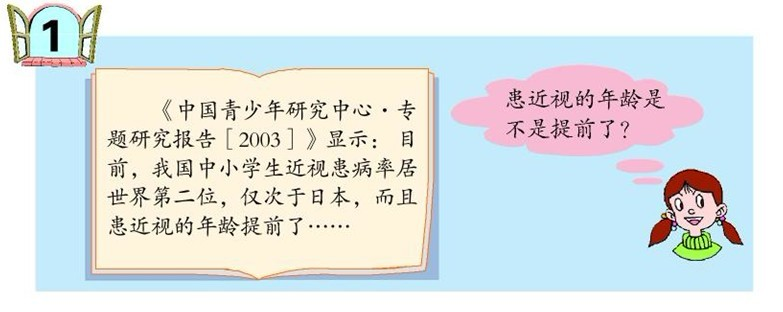 1
《中国青少年研究中心·专
题研究报告［2003］》显示：目
前，我国中小学生近视患病率居
世界第二位，仅次于日本，而且
患近视的年龄提前了……
患近视的年龄是
不是提前了？